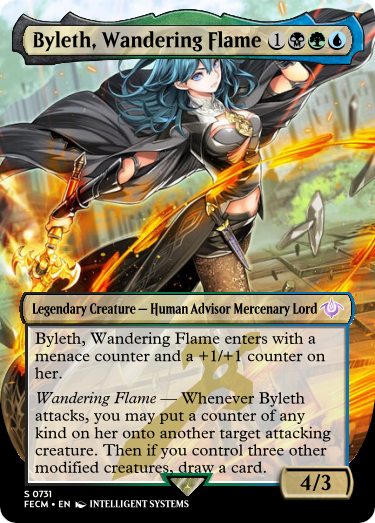 Byleth, Wandering Flame 1
Legendary Creature — Human Advisor Mercenary Lord
Byleth, Wandering Flame enters with a
menace counter and a +1/+1 counter on
her.
Wandering Flame — Whenever Byleth
attacks, you may put a counter of any
kind on her onto another target attacking
creature. Then if you control three other
modified creatures, draw a card.
4/3
S 0731
FECM • EN INTELLIGENT SYSTEMS